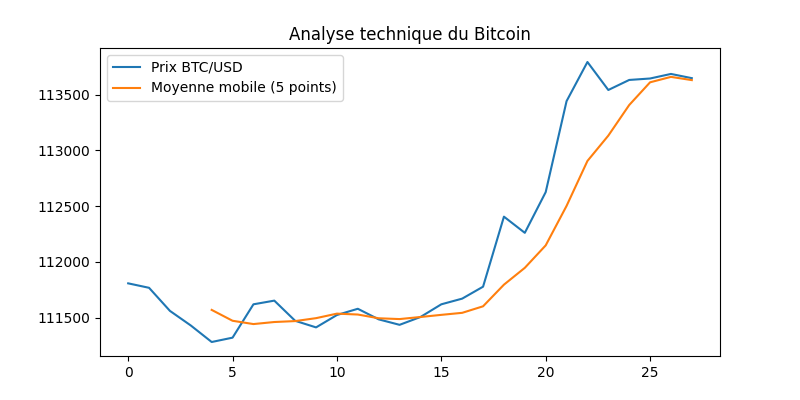 Analyse technique du Bitcoin
Prix BTC/USD
Moyenne mobile (5 points)
113500
113000
112500
112000
111500
0 5 10 15 20 25